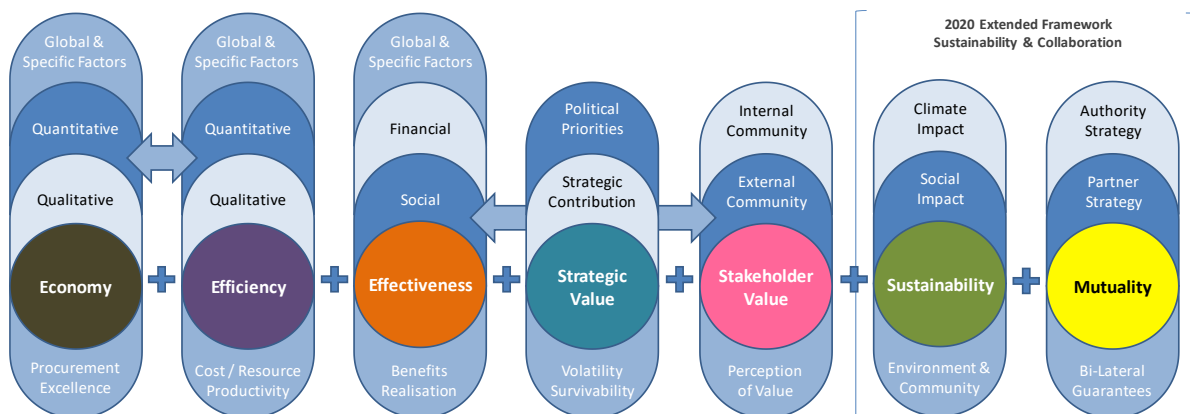 2020 Extended Framework
Sustainability & Collaboration
Global &
Specific Factors
Quantitative
Qualitative
Economy
Procurement
Excellence
Global &
Specific Factors
Quantitative
Qualitative
Efficiency
Cost / Resource
Productivity
Global &
Specific Factors
Financial
Social
Effectiveness
Benefits
Realisation
Political
Priorities
Strategic
Contribution
Strategic
Value
Volatility
Survivability
Internal
Community
External
Community
Stakeholder
Value
Perception
of Value
Climate
Impact
Social
Impact
Sustainability
Environment &
Community
Authority
Strategy
Partner
Strategy
Mutuality
Bi-Lateral
Guarantees